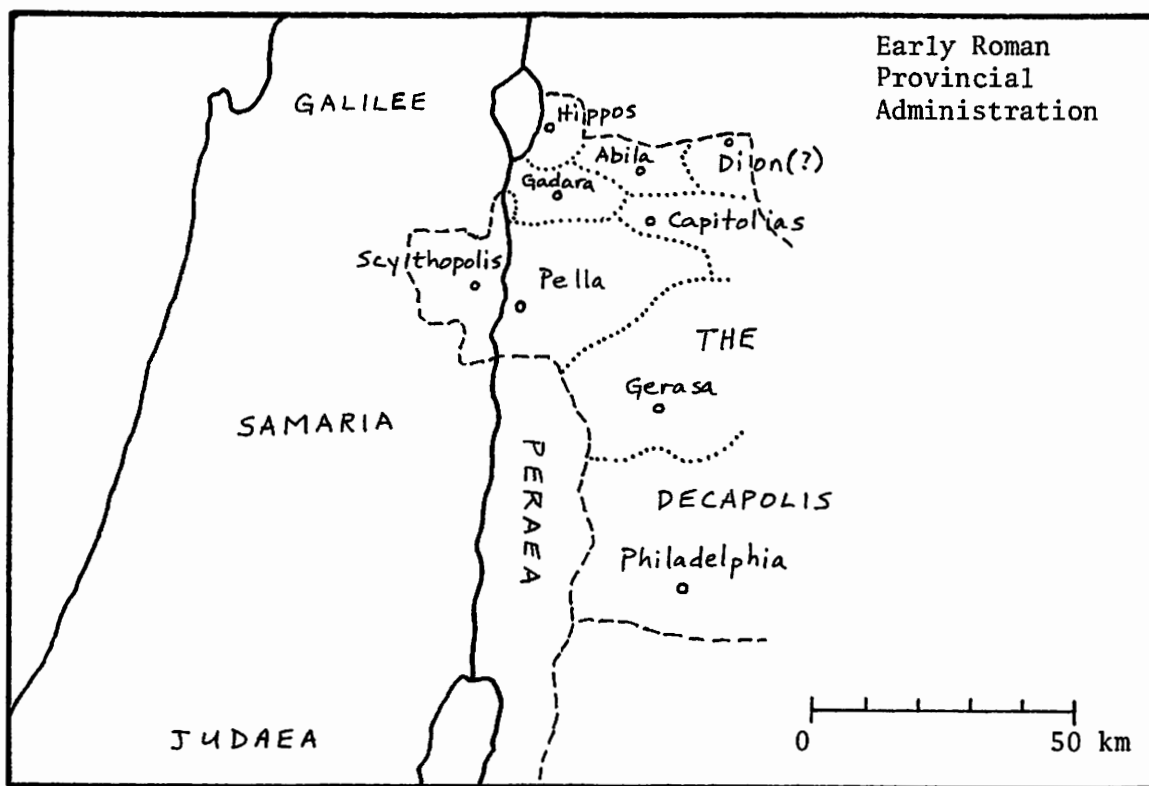 Early Roman
Provincial
Administration
GALILEE
Hippos
Abila
Dilon(?)
Gadara
Capitolias
Scythopolis
Pella
THE
Gerasa
SAMARIA
PERAEA
DECAPOLIS
Philadelphia
JUDAEA
0 50 km